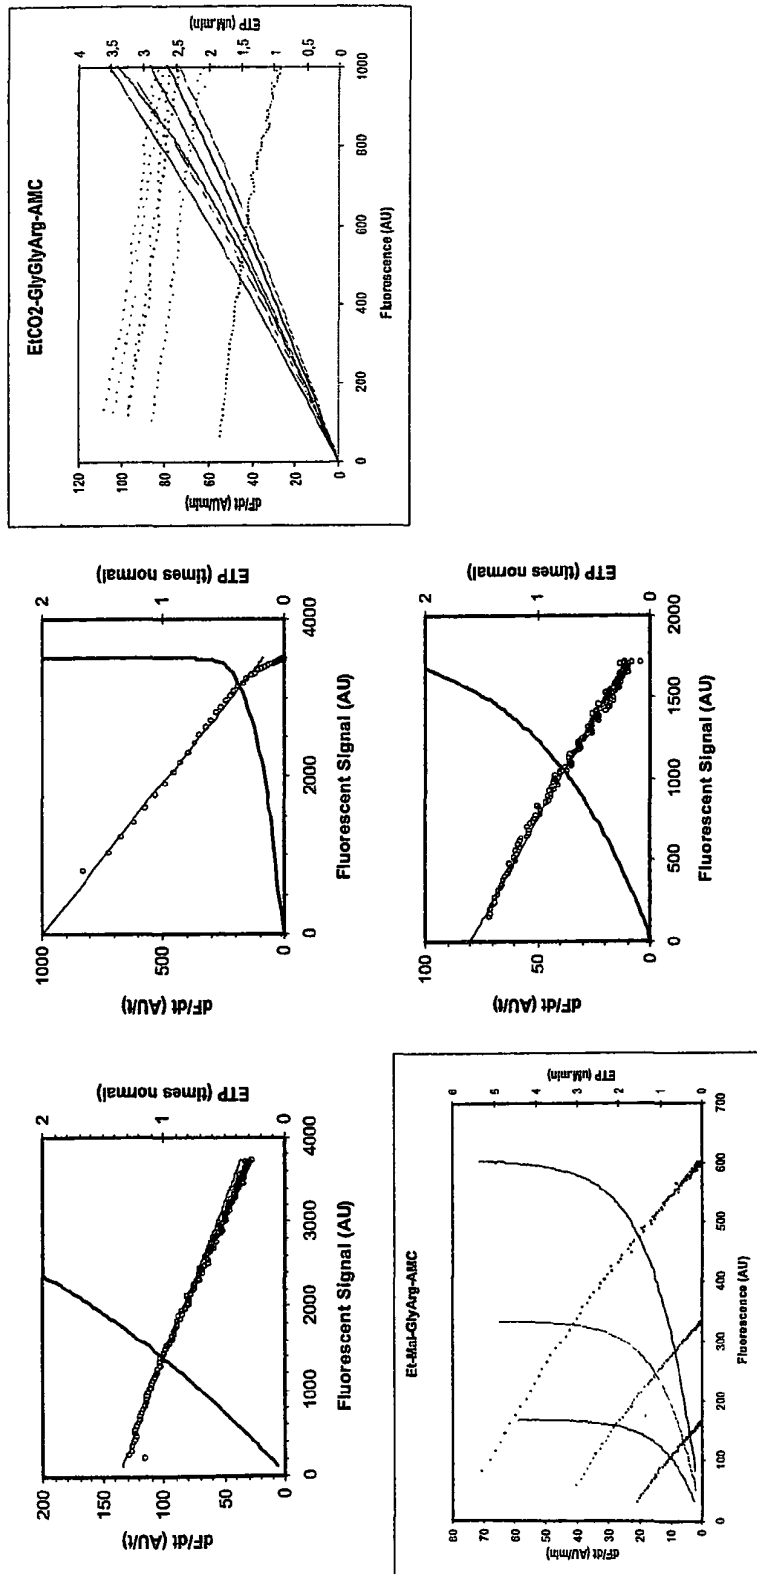 dF/dt (AU/t)
200
150
100
50
0
2
1
0
ETP (times normal)
0 1000 2000 3000 4000
Fluorescent Signal (AU)
dF/dt (AU/t)
1000
500
0
2
1
0
ETP (times normal)
0 2000 4000
Fluorescent Signal (AU)
EtCO2-GlyGlyArg-AMC
dF/dt (AU/min)
120
100
80
60
40
20
0
4
3,5
3
2,5
2
1,5
1
0,5
0
ETP (uM.min)
0 200 400 600 800 1000
Fluorescence (AU)
Et-Mal-GlyArg-AMC
dF/dt (AU/min)
80
70
60
50
40
30
20
10
0
6
5
4
3
2
1
0
ETP (uM.min)
0 100 200 300 400 500 600 700
Fluorescence (AU)
dF/dt (AU/t)
100
50
0
2
1
0
ETP (times normal)
0 500 1000 1500 2000
Fluorescent Signal (AU)